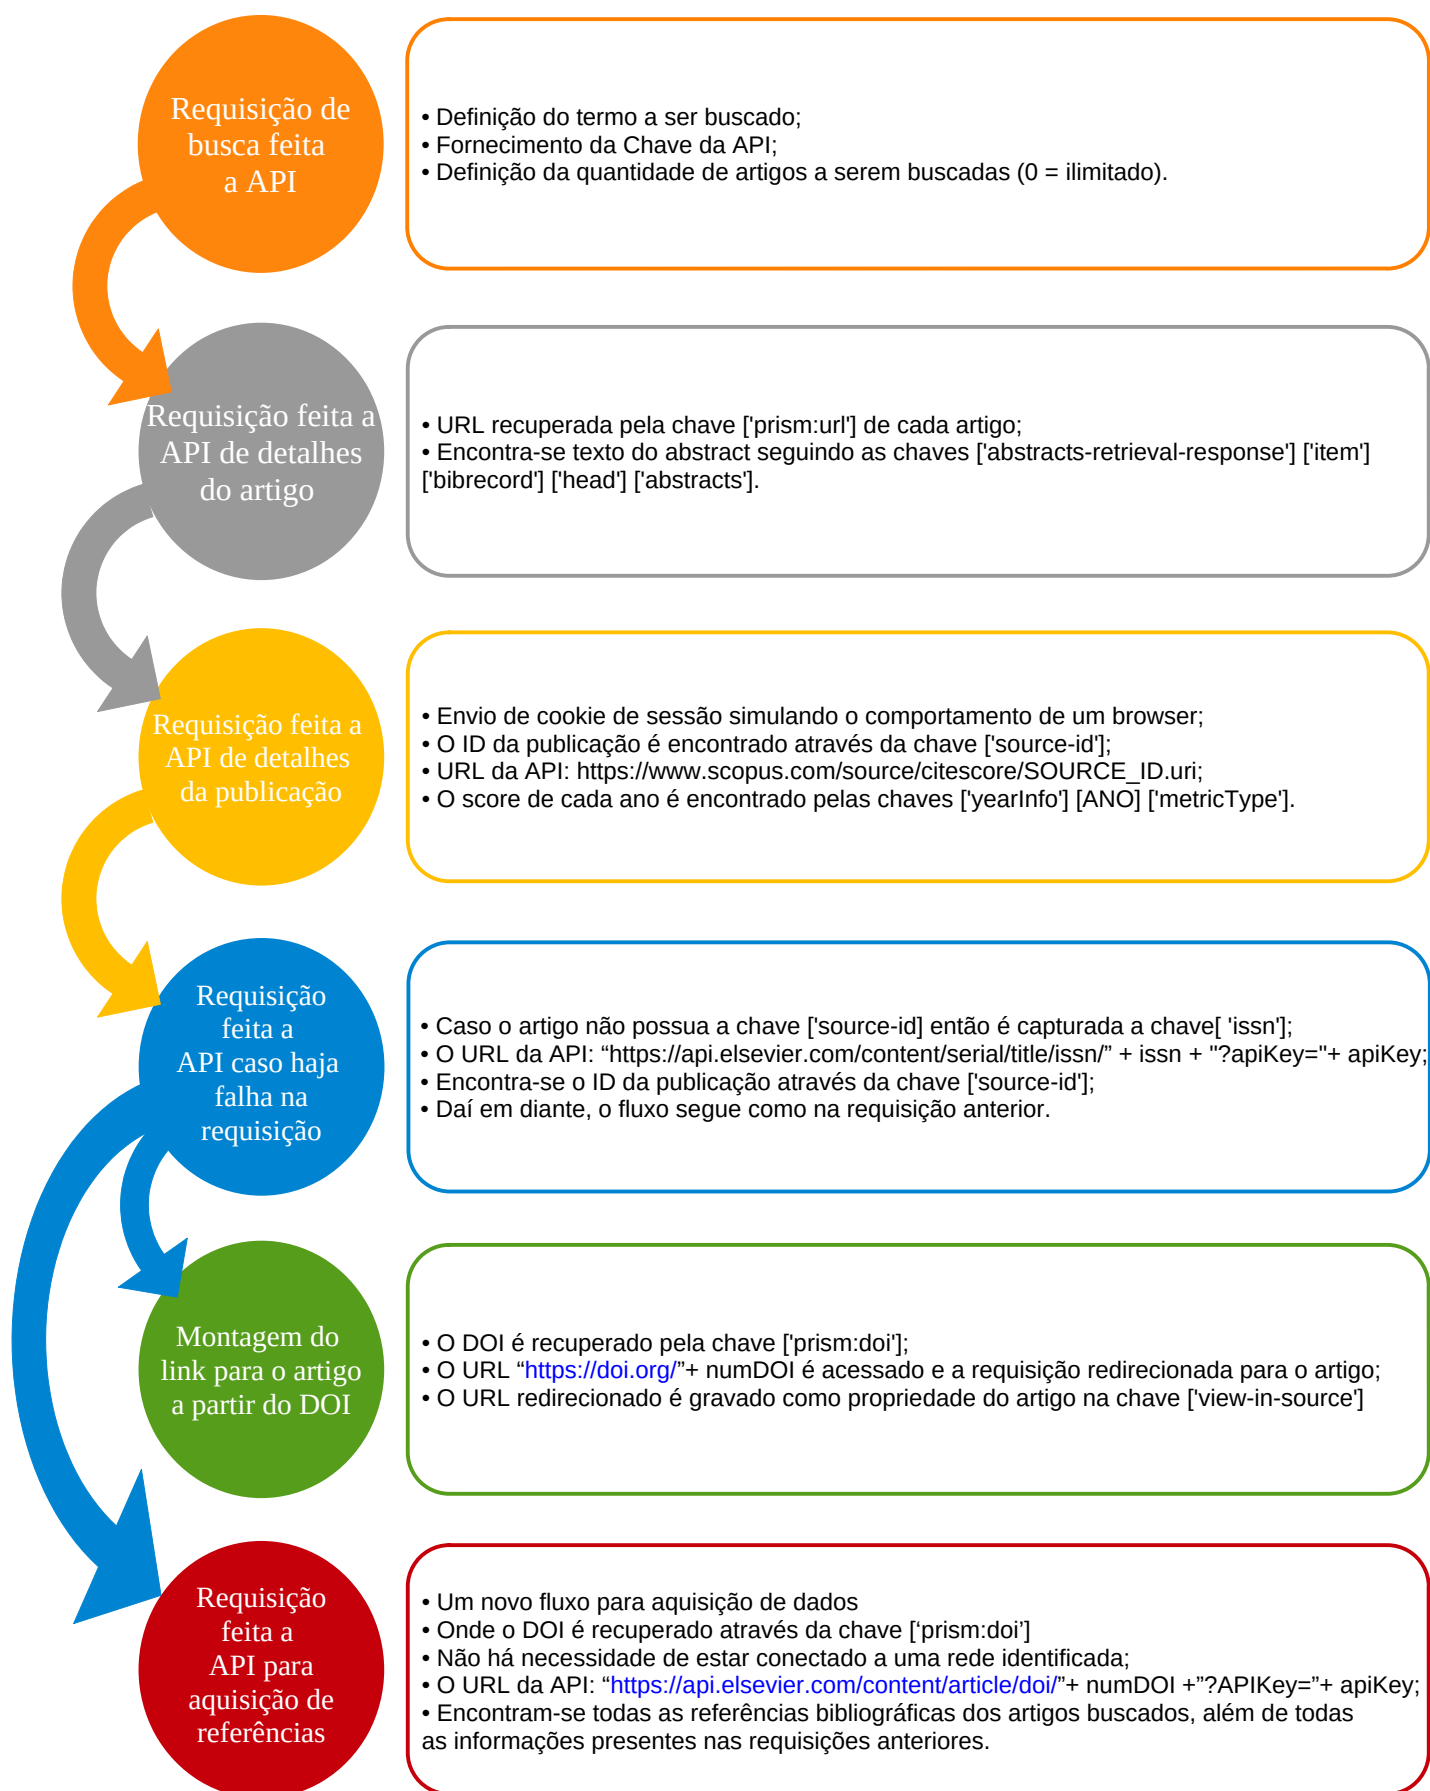 Requisição de
busca feita
a API
• Definição do termo a ser buscado;
• Fornecimento da Chave da API;
• Definição da quantidade de artigos a serem buscadas (0 = ilimitado).
Requisição feita a
API de detalhes
do artigo
• URL recuperada pela chave ['prism:url'] de cada artigo;
• Encontra-se texto do abstract seguindo as chaves ['abstracts-retrieval-response'] ['item']
['bibrecord'] ['head'] ['abstracts'].
Requisição feita a
API de detalhes
da publicação
• Envio de cookie de sessão simulando o comportamento de um browser;
• O ID da publicação é encontrado através da chave ['source-id'];
• URL da API: https://www.scopus.com/source/citescore/SOURCE_ID.uri;
• O score de cada ano é encontrado pelas chaves ['yearInfo'] [ANO] ['metricType'].
Requisição
feita a
API caso haja
falha na
requisição
• Caso o artigo não possua a chave ['source-id] então é capturada a chave[ 'issn'];
• O URL da API: “https://api.elsevier.com/content/serial/title/issn/” + issn + "?apiKey="+ apiKey;
• Encontra-se o ID da publicação através da chave ['source-id'];
• Daí em diante, o fluxo segue como na requisição anterior.
Montagem do
link para o artigo
a partir do DOI
• O DOI é recuperado pela chave ['prism:doi'];
• O URL “https://doi.org/”+ numDOI é acessado e a requisição redirecionada para o artigo;
• O URL redirecionado é gravado como propriedade do artigo na chave ['view-in-source']
Requisição
feita a
API para
aquisição de
referências
• Um novo fluxo para aquisição de dados
• Onde o DOI é recuperado através da chave [‘prism:doi’]
• Não há necessidade de estar conectado a uma rede identificada;
• O URL da API: “https://api.elsevier.com/content/article/doi/”+ numDOI +”?APIKey=”+ apiKey;
• Encontram-se todas as referências bibliográficas dos artigos buscados, além de todas
as informações presentes nas requisições anteriores.